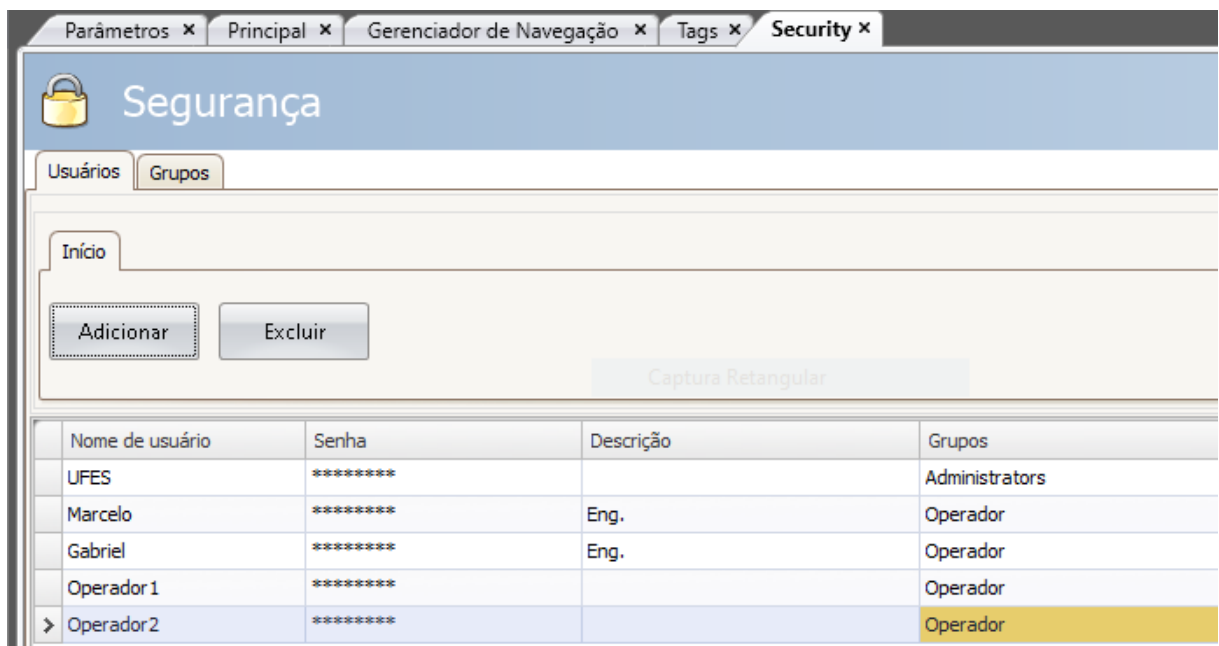 Parâmetros × Principal × Gerenciador de Navegação × Tags × Security ×
Segurança
Usuários Grupos
Início
Adicionar Excluir
Captura Retangular
Nome de usuário Senha Descrição Grupos
UFES ******** Administrators
Marcelo ******** Eng. Operador
Gabriel ******** Eng. Operador
Operador1 ******** Operador
Operador2 ******** Operador